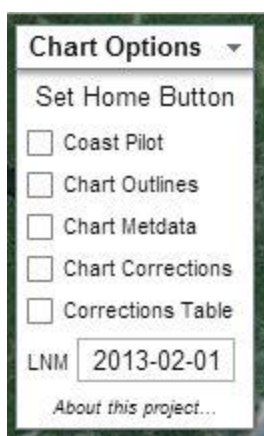 Chart Options
Set Home Button
Coast Pilot
Chart Outlines
Chart Metdata
Chart Corrections
Corrections Table
LNM 2013-02-01
About this project...